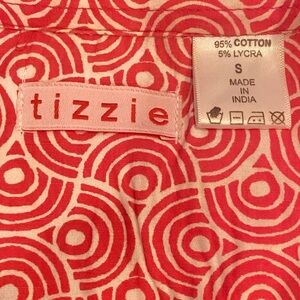 tizzie
95% COTTON
5% LYCRA
S
MADE
IN
INDIA